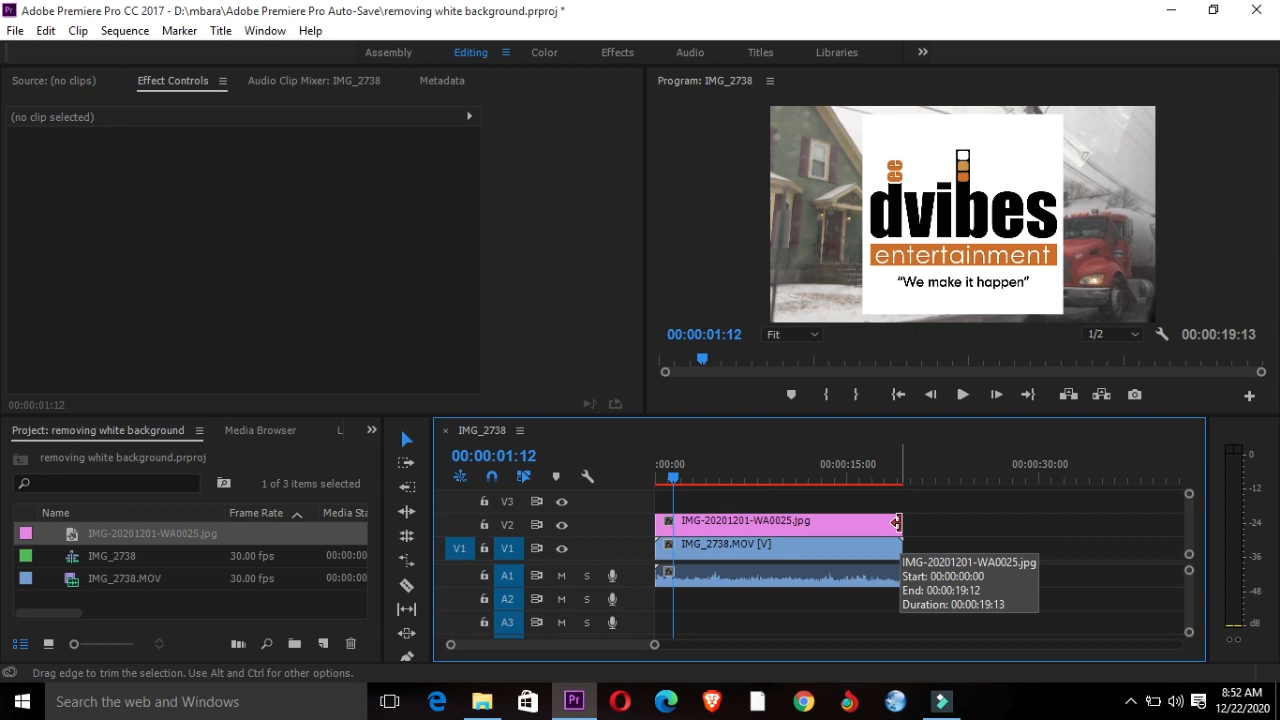 Adobe Premiere Pro CC 2017 - D:\mbara\Adobe Premiere Pro Auto-Save\removing white background.prproj *
File Edit Clip Sequence Marker Title Window Help
Assembly Editing Color Effects Audio Titles Libraries
Source: (no clips) Effect Controls Audio Clip Mixer: IMG_2738 Metadata
Program: IMG_2738
(no clip selected)
cc
dvibes
entertainment
“We make it happen”
00:00:01:12 Fit 1/2 00:00:19:13
00:00:01:12
Project: removing white background Media Browser L
removing white background.prproj
1 of 3 items selected
Name Frame Rate Media Sta
IMG-20201201-WA0025.jpg
IMG_2738 30.00 fps 00:00:00
IMG_2738.MOV 30.00 fps 00:00:00
× IMG_2738
00:00:01:12
:00:00 00:00:15:00 00:00:30:00
V3
V2 IMG-20201201-WA0025.jpg
V1 V1 IMG_2738.MOV [V]
A1 M S
A2 M S
A3 M S
IMG-20201201-WA0025.jpg
Start: 00:00:00:00
End: 00:00:19:12
Duration: 00:00:19:13
0
-12
-24
-36
-48
dB
Drag edge to trim the selection. Use Alt and Ctrl for other options.
Search the web and Windows
8:52 AM
12/22/2020